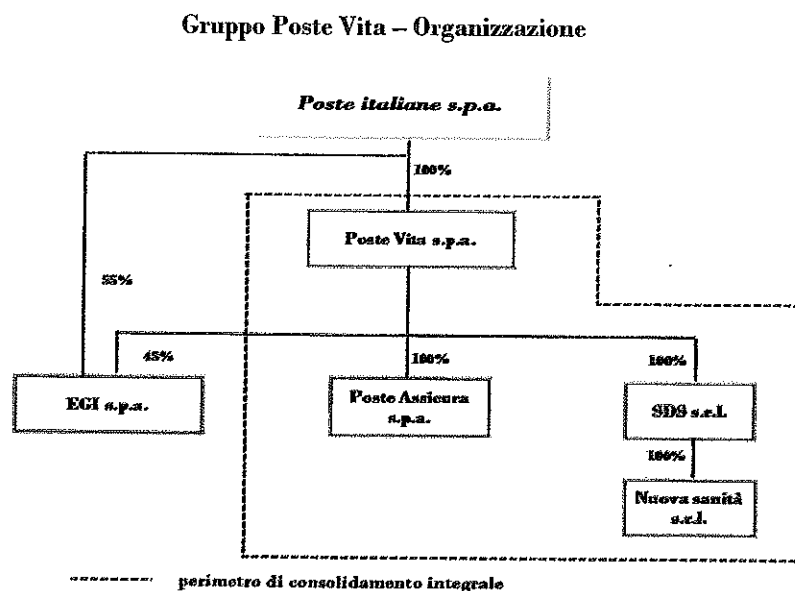 Gruppo Poste Vita – Organizzazione
Poste italiane s.p.a.
100%
Poste Vita s.p.a.
55%
45%
100%
100%
EGI s.p.a.
Poste Assicura
s.p.a.
SDS s.r.l.
100%
Nuova sanità
s.r.l.
perimetro di consolidamento integrale